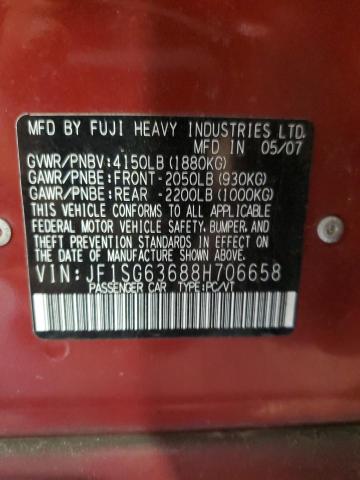 MFD BY FUJI HEAVY INDUSTRIES LTD.
MFD IN 05/07
GVWR/PNBV:4150LB (1880KG)
GAWR/PNBE:FRONT-2050LB (930KG)
GAWR/PNBE:REAR -2200LB (1000KG)
THIS VEHICLE CONFORMS TO ALL APPLICABLE
FEDERAL MOTOR VEHICLE SAFETY, BUMPER, AND
THEFT PREVENTION STANDARDS IN EFFECT ON
THE DATE OF MANUFACTURE SHOWN ABOVE.
VIN:JF1SG63688H706658
PASSENGER CAR TYPE:PC/VT